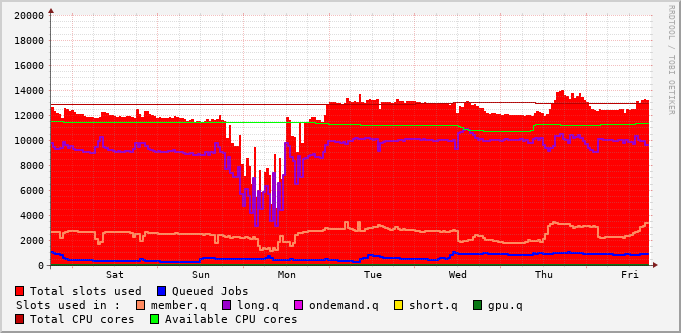 20000
18000
16000
14000
12000
10000
8000
6000
4000
2000
0
Sat Sun Mon Tue Wed Thu Fri
RRDTOOL / TOBI OETIKER
Total slots used Queued Jobs
Slots used in : member.q long.q ondemand.q short.q gpu.q
Total CPU cores Available CPU cores